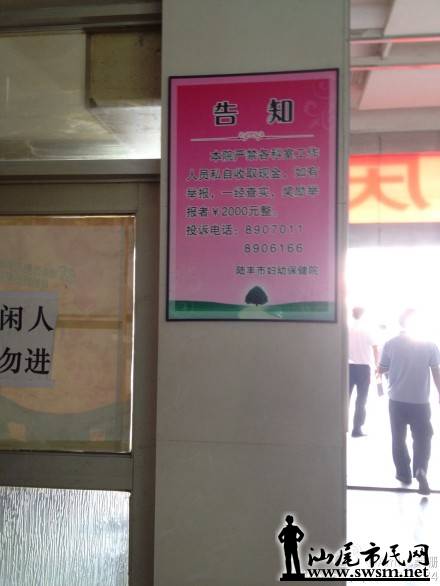 告 知
本院严禁各科室工作
人员私自收取现金，如有
举报，一经查实，奖励举
报者￥2000元整。
投诉电话：8907011
8906166
陆丰市妇幼保健院
闲人
勿进
庆
汕尾市民网
www.swsm.net